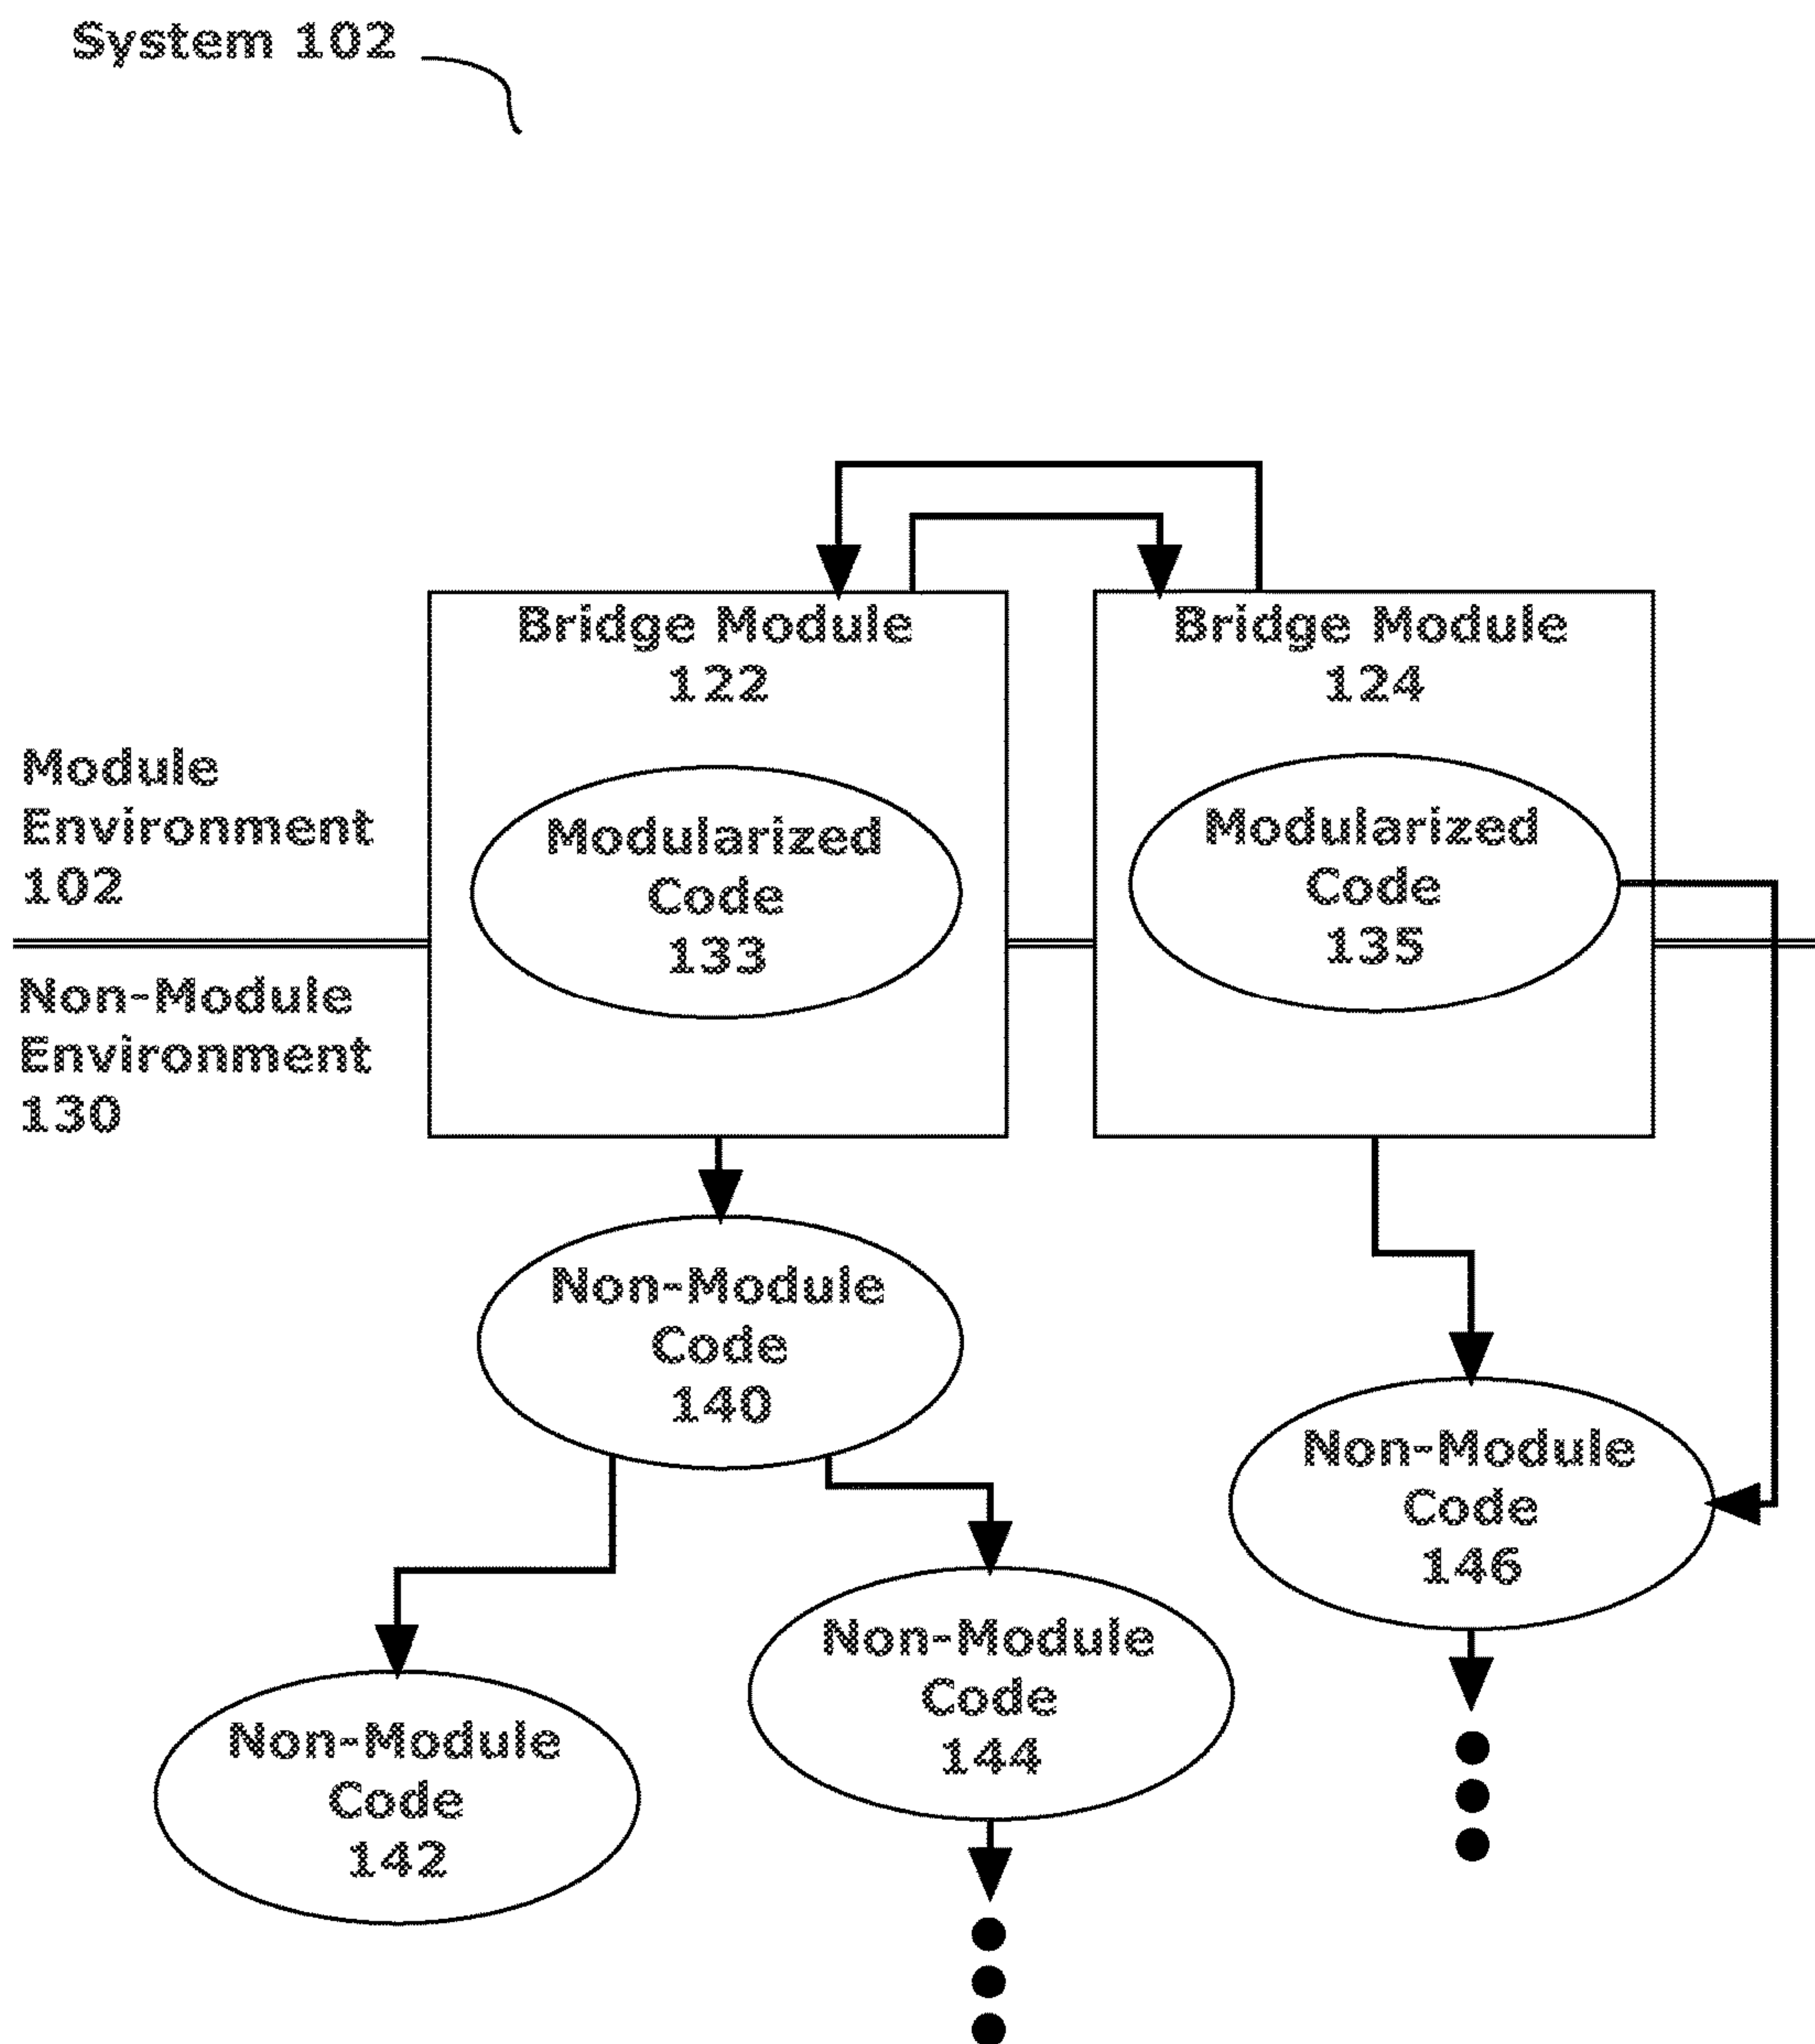 System 102
Bridge Module
122
Bridge Module
124
Module
Environment
102
Modularized
Code
133
Modularized
Code
135
Non-Module
Environment
130
Non-Module
Code
140
Non-Module
Code
146
Non-Module
Code
144
Non-Module
Code
142